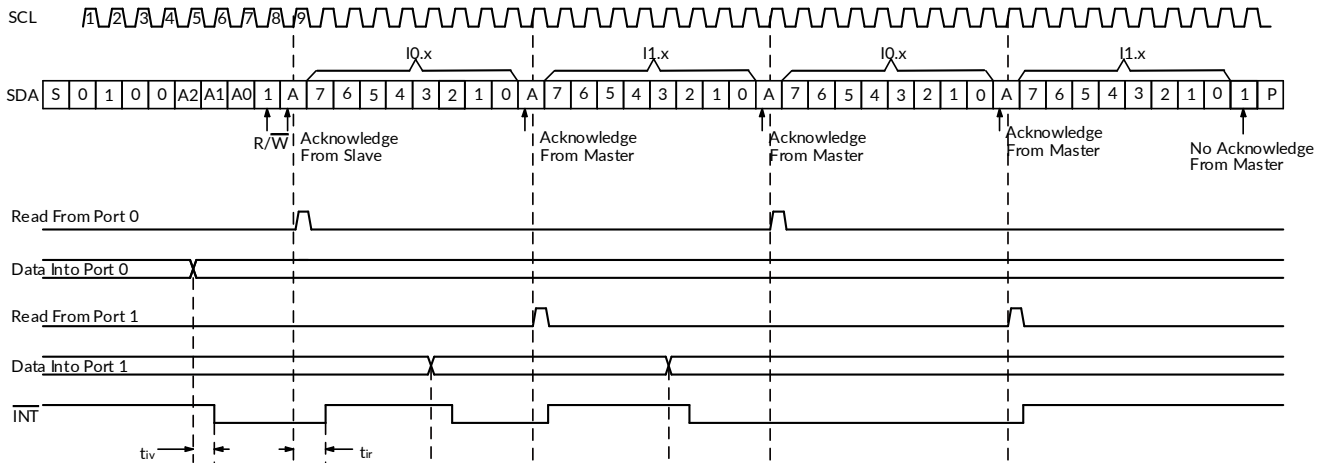 SCL 1 2 3 4 5 6 7 8 9
I0.x I1.x I0.x I1.x
SDA S 0 1 0 0 A2 A1 A0 1 A 7 6 5 4 3 2 1 0 A 7 6 5 4 3 2 1 0 A 7 6 5 4 3 2 1 0 A 7 6 5 4 3 2 1 0 1 P
R/W
Acknowledge
From Slave
Acknowledge
From Master
Acknowledge
From Master
Acknowledge
From Master
No Acknowledge
From Master
Read From Port 0
Data Into Port 0
Read From Port 1
Data Into Port 1
INT
tiv tir